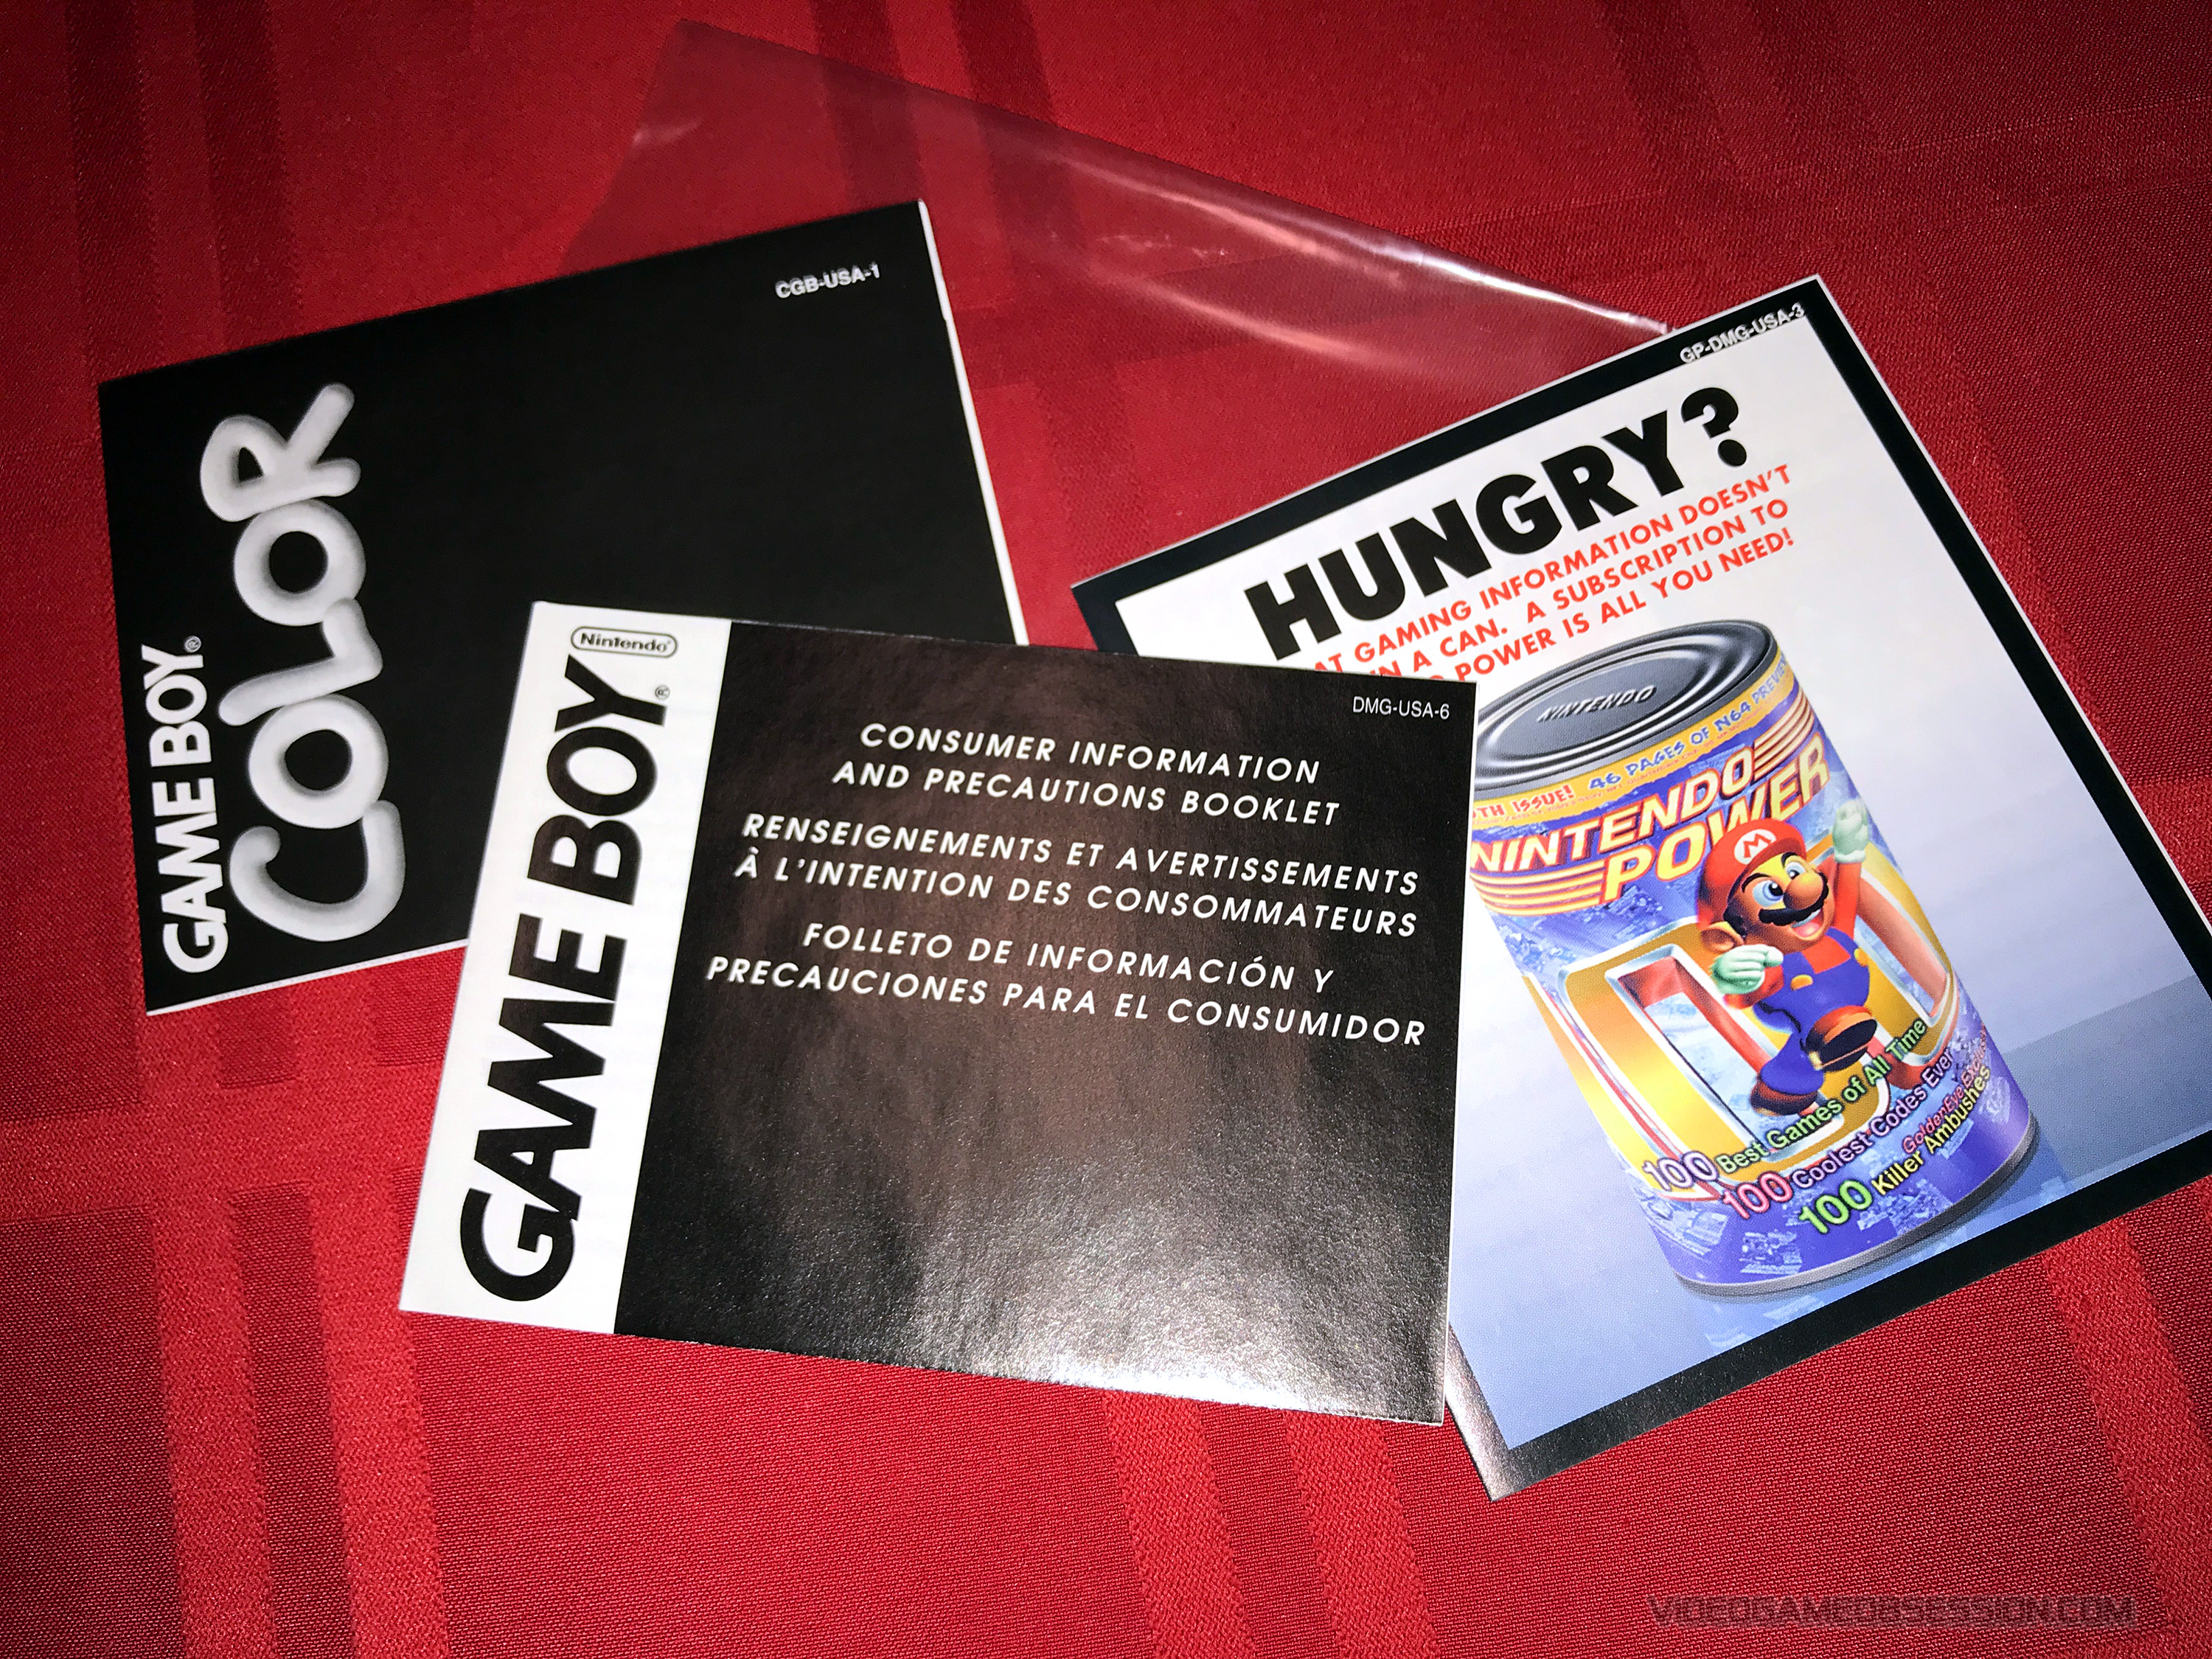 CGB-USA-1
GAME BOY®
COLOR
GP-DMG-USA-3
HUNGRY?
GAMING INFORMATION DOESN'T
IN A CAN. A SUBSCRIPTION TO
POWER IS ALL YOU NEED!
NINTENDO
ISSUE! 46 PAGES OF N64
NINTENDO
POWER
M
100 Best Games of All Time
100 Coolest Codes Ever
GoldenEye
100 Killer Ambushes
Nintendo®
GAME BOY®
DMG-USA-6
CONSUMER INFORMATION
AND PRECAUTIONS BOOKLET
RENSEIGNEMENTS ET AVERTISSEMENTS
À L'INTENTION DES CONSOMMATEURS
FOLLETO DE INFORMACIÓN Y
PRECAUCIONES PARA EL CONSUMIDOR
VIDEOGAMEOBSESSION.COM